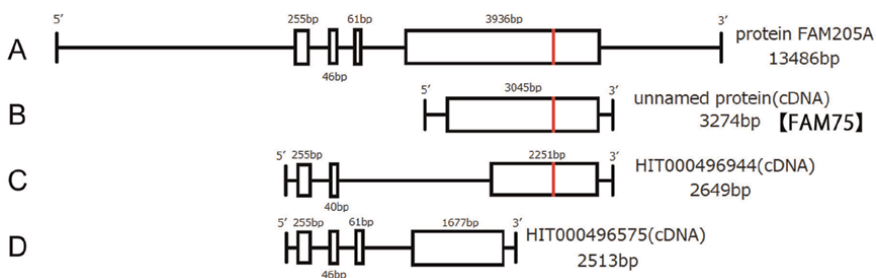 5′ 255bp 61bp 3936bp 3′
A protein FAM205A
46bp 13486bp
5′ 3045bp 3′
B unnamed protein(cDNA)
3274bp 【FAM75】
5′ 255bp 2251bp 3′
C HIT000496944(cDNA)
40bp 2649bp
5′ 255bp 61bp 1677bp 3′
D HIT000496575(cDNA)
46bp 2513bp